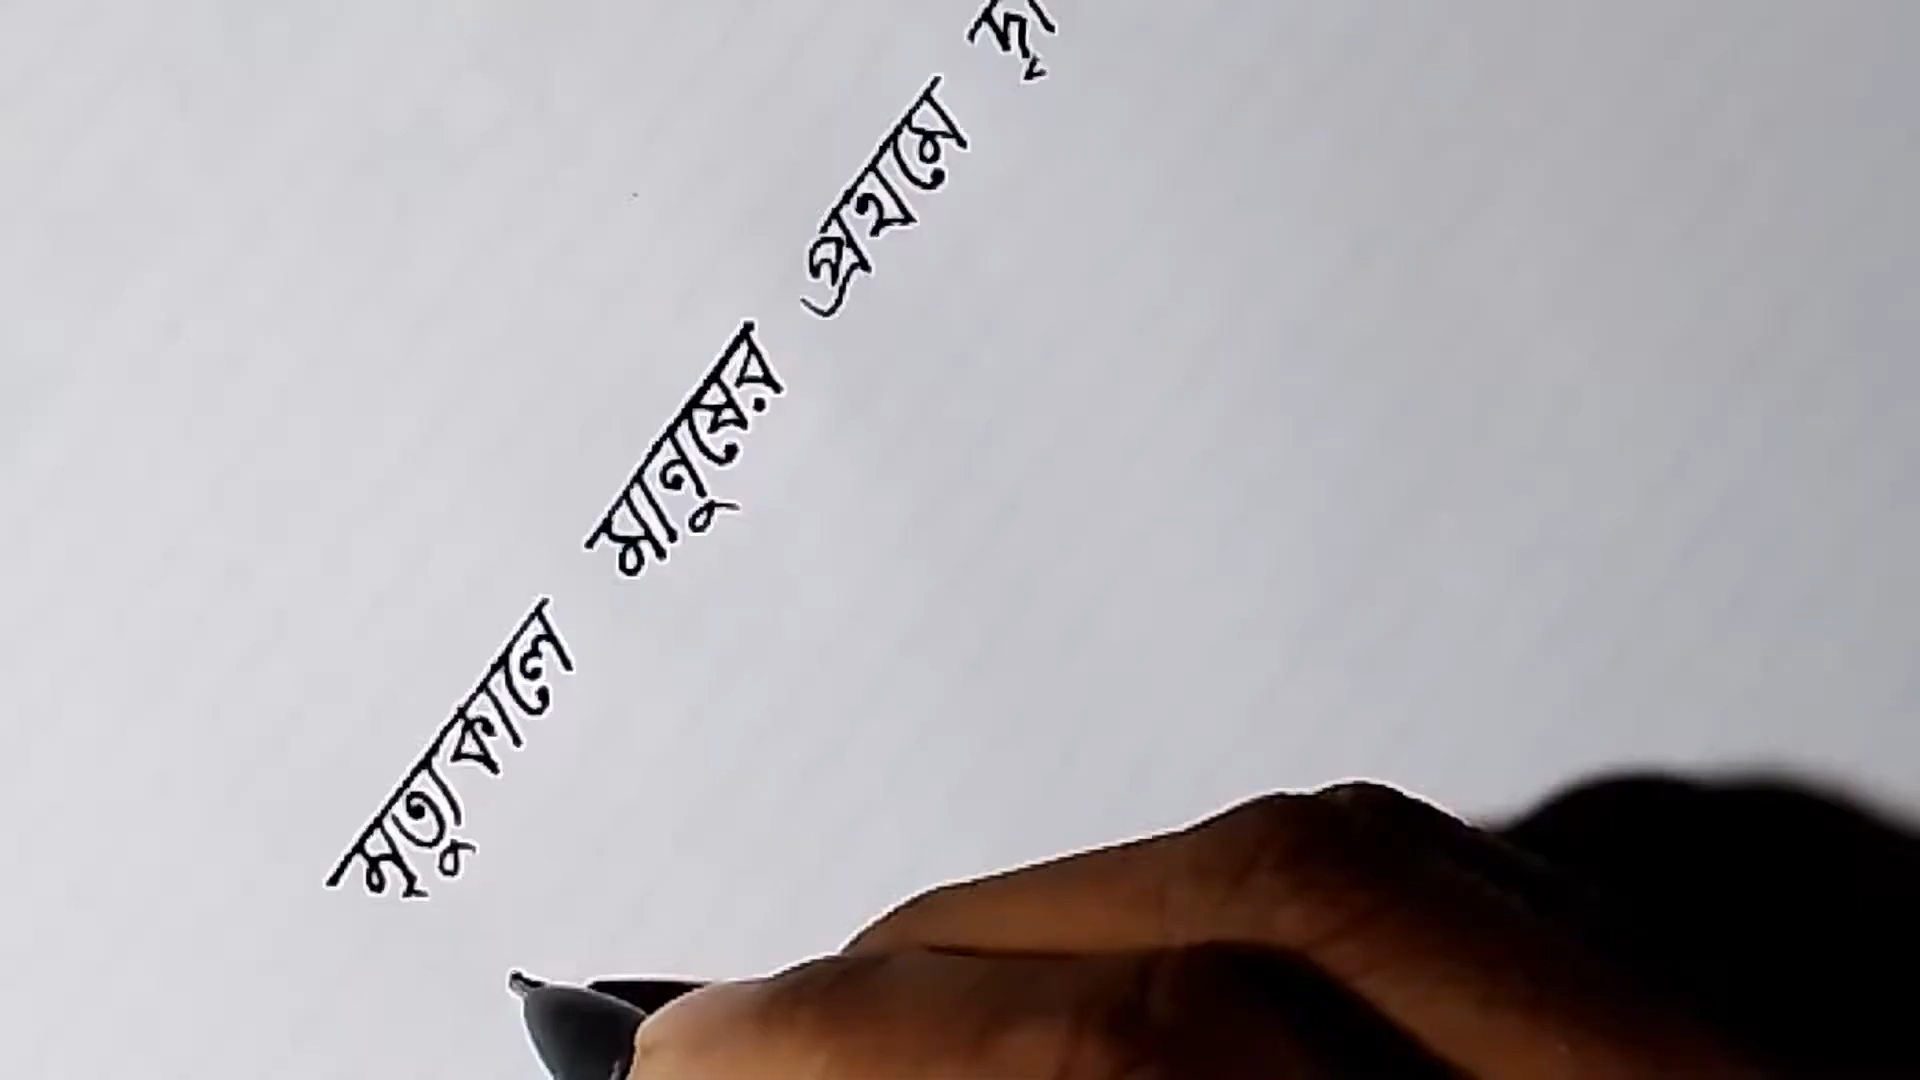 মৃত্যুকালে মানুষের প্রথমে